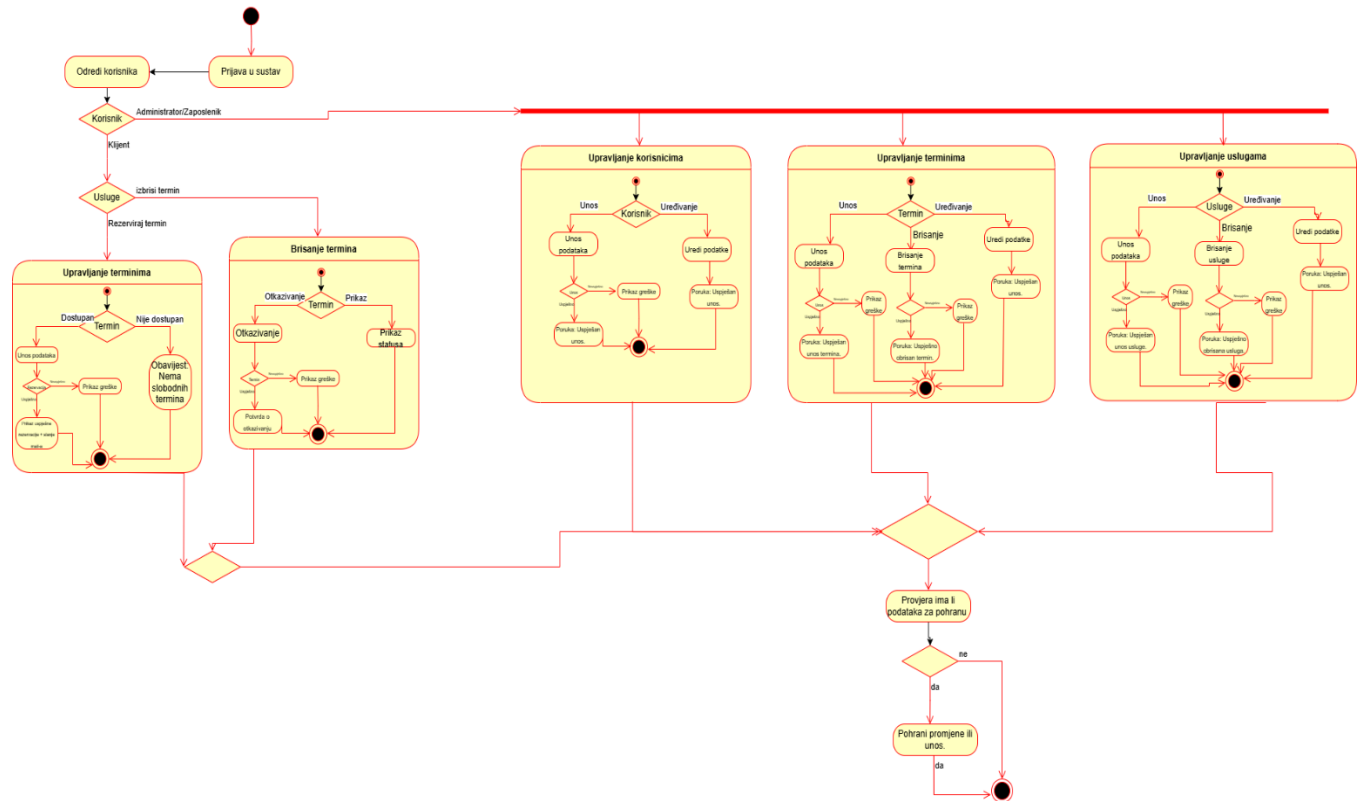 Odredi korisnika
Prijava u sustav
Korisnik
Administrator/Zaposlenik
Klijent
Usluge
izbrisi termin
Rezerviraj termin
Upravljanje terminima
Termin
Dostupan
Nije dostupan
Unos podataka
Obavijest:
Nema
slobodnih
termina
Prikaz greške
Brisanje termina
Termin
Otkazivanje
Prikaz
Otkazivanje
Prikaz
statusa
Prikaz greške
Potvrta o
otkazivanju
Upravljanje korisnicima
Unos
Korisnik
Uređivanje
Unos
podataka
Uredi podatke
Prikaz greške
Poruka: Uspješan
unos.
Poruka: Uspješan
unos.
Upravljanje terminima
Unos
Termin
Uređivanje
Brisanje
Unos
podataka
Brisanje
termina
Uredi podatke
Prikaz
greške,
Prikaz
greške,
Poruka: Uspješan
unos.
Poruka: Uspješan
unos termina.
Poruka: Uspješno
obrisan termin.
Upravljanje uslugama
Unos
Usluge
Uređivanje
Brisanje
Unos
podataka
Brisanje
usluge
Uredi podatke
Prikaz
greške,
Prikaz
greške,
Poruka: Uspješan
unos.
Poruka: Uspješan
unos usluge.
Poruka: Uspješno
obrisana usluga.
Provjera ima li
podataka za pohranu
ne
da
Pohrani promjene ili
unos.
da